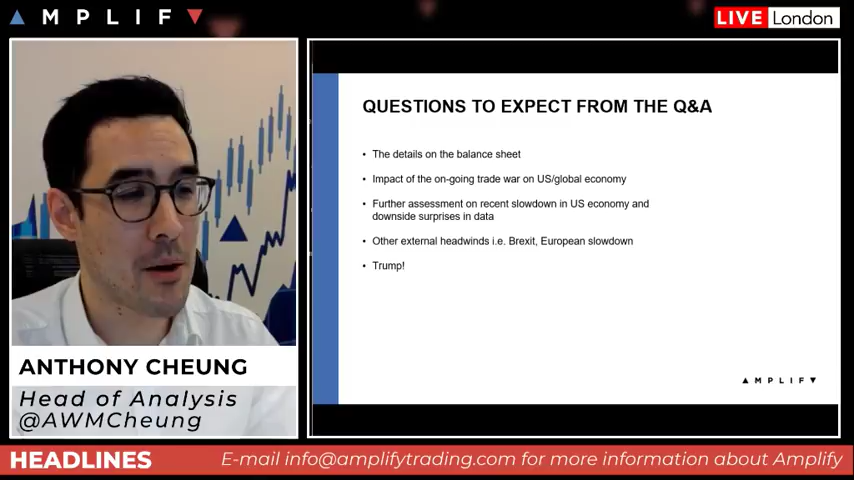 ▲ M P L I F ▼
LIVE London
QUESTIONS TO EXPECT FROM THE Q&A
• The details on the balance sheet
• Impact of the on-going trade war on US/global economy
• Further assessment on recent slowdown in US economy and
downside surprises in data
• Other external headwinds i.e. Brexit, European slowdown
• Trump!
▲ M P L I F ▼
ANTHONY CHEUNG
Head of Analysis
@AWMCheung
HEADLINES E-mail info@amplifytrading.com for more information about Amplify